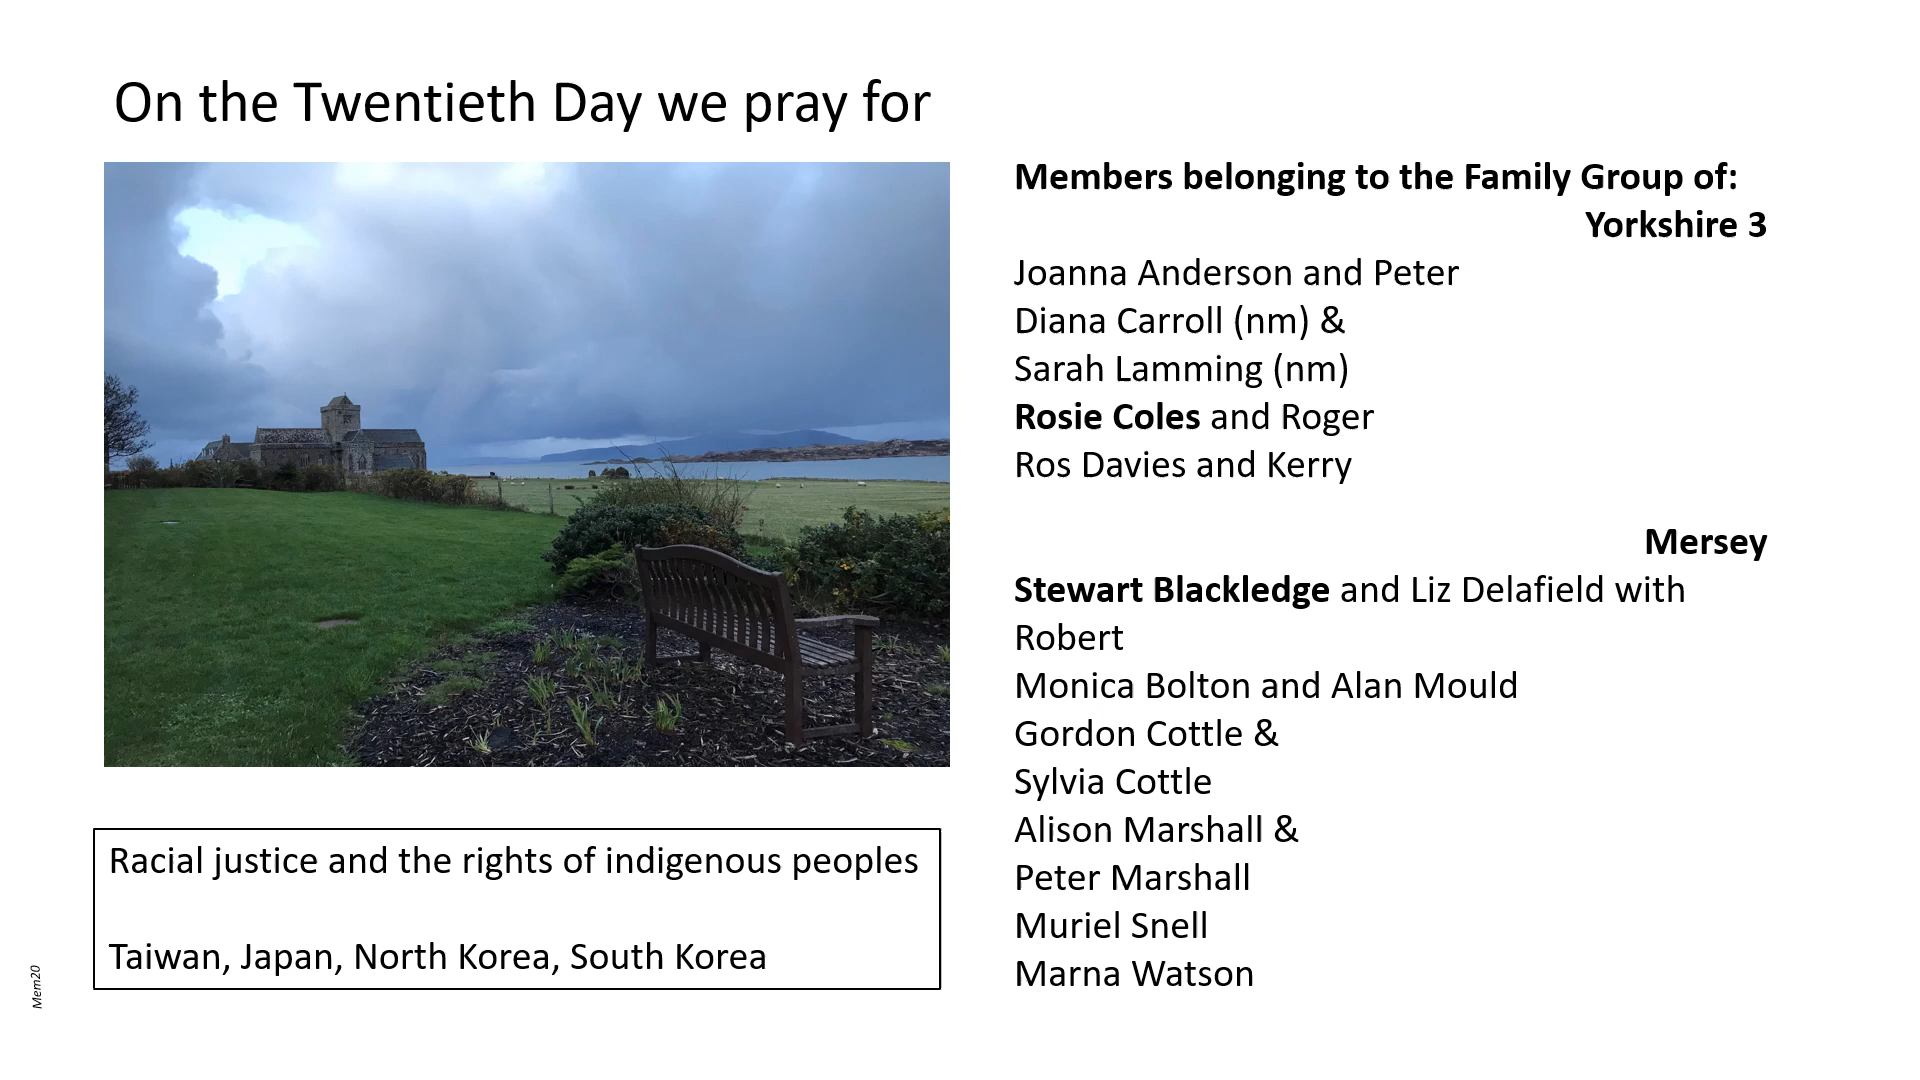 On the Twentieth Day we pray for
Members belonging to the Family Group of:
Yorkshire 3
Joanna Anderson and Peter
Diana Carroll (nm) &
Sarah Lamming (nm)
Rosie Coles and Roger
Ros Davies and Kerry
Mersey
Stewart Blackledge and Liz Delafield with
Robert
Monica Bolton and Alan Mould
Gordon Cottle &
Sylvia Cottle
Alison Marshall &
Peter Marshall
Muriel Snell
Marna Watson
Racial justice and the rights of indigenous peoples
Taiwan, Japan, North Korea, South Korea
Mem20